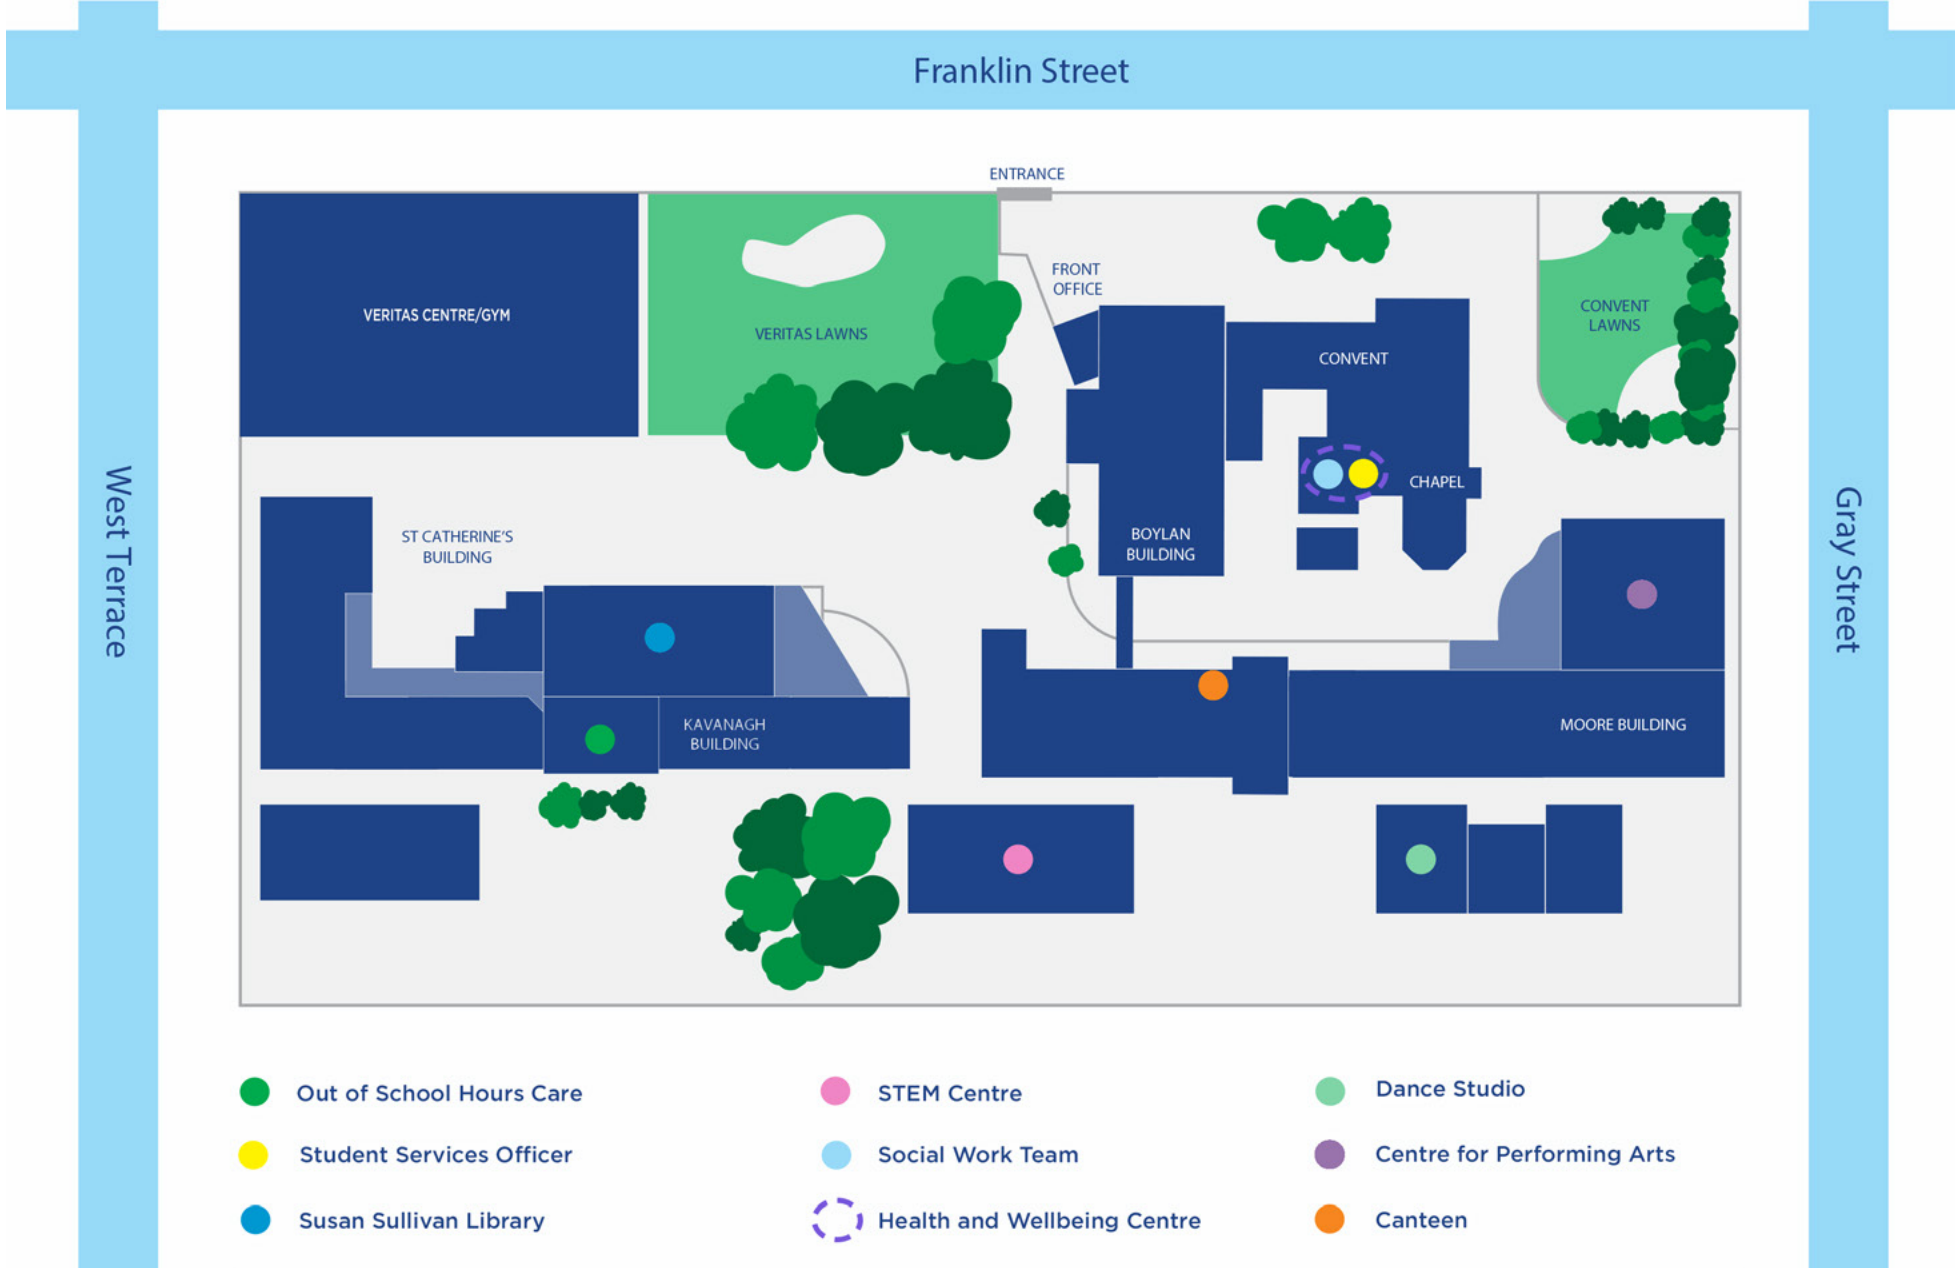 Franklin Street
ENTRANCE
FRONT
OFFICE
VERITAS CENTRE/GYM
VERITAS LAWNS
CONVENT
LAWNS
CONVENT
CHAPEL
West Terrace
Gray Street
ST CATHERINE'S
BUILDING
BOYLAN
BUILDING
KAVANAGH
BUILDING
MOORE BUILDING
Out of School Hours Care
STEM Centre
Dance Studio
Student Services Officer
Social Work Team
Centre for Performing Arts
Susan Sullivan Library
Health and Wellbeing Centre
Canteen